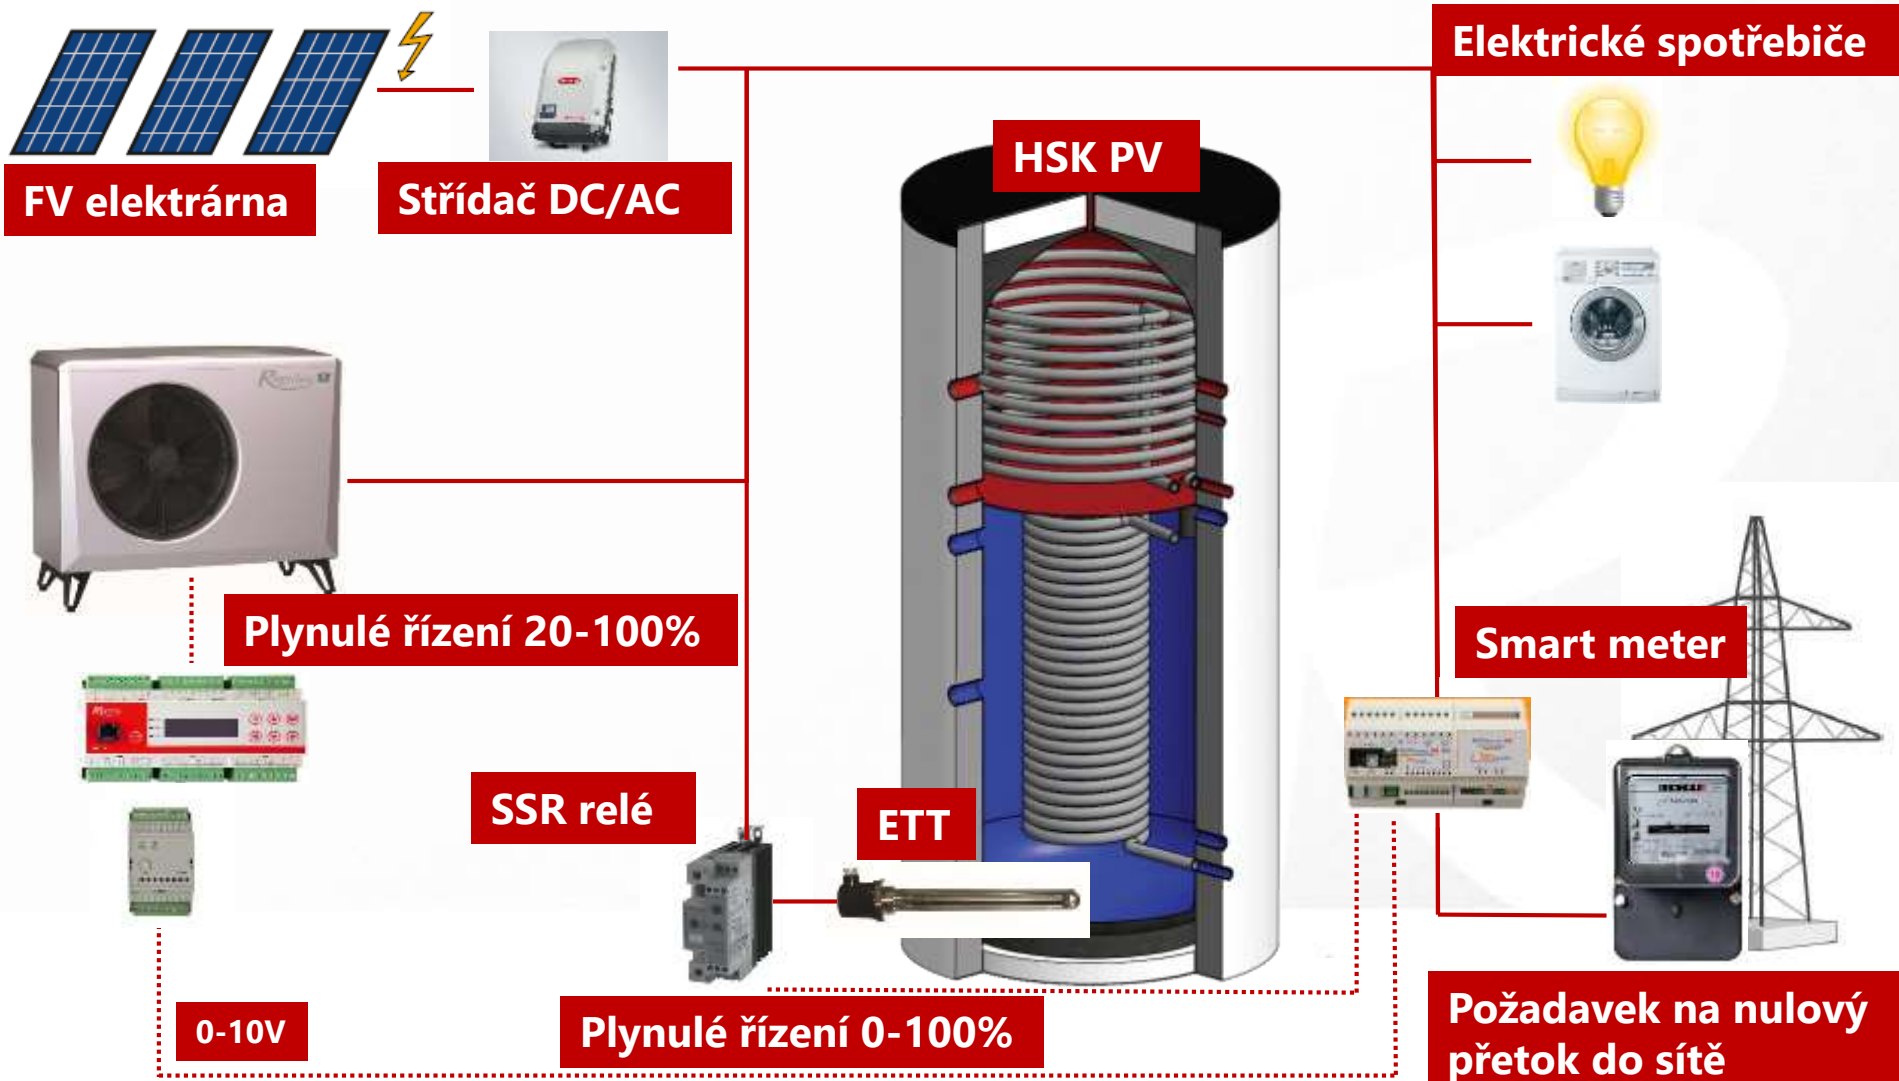 Elektrické spotřebiče
HSK PV
FV elektrárna
Střídač DC/AC
Plynulé řízení 20-100%
Smart meter
SSR relé
ETT
0-10V
Plynulé řízení 0-100%
Požadavek na nulový
přetok do sítě